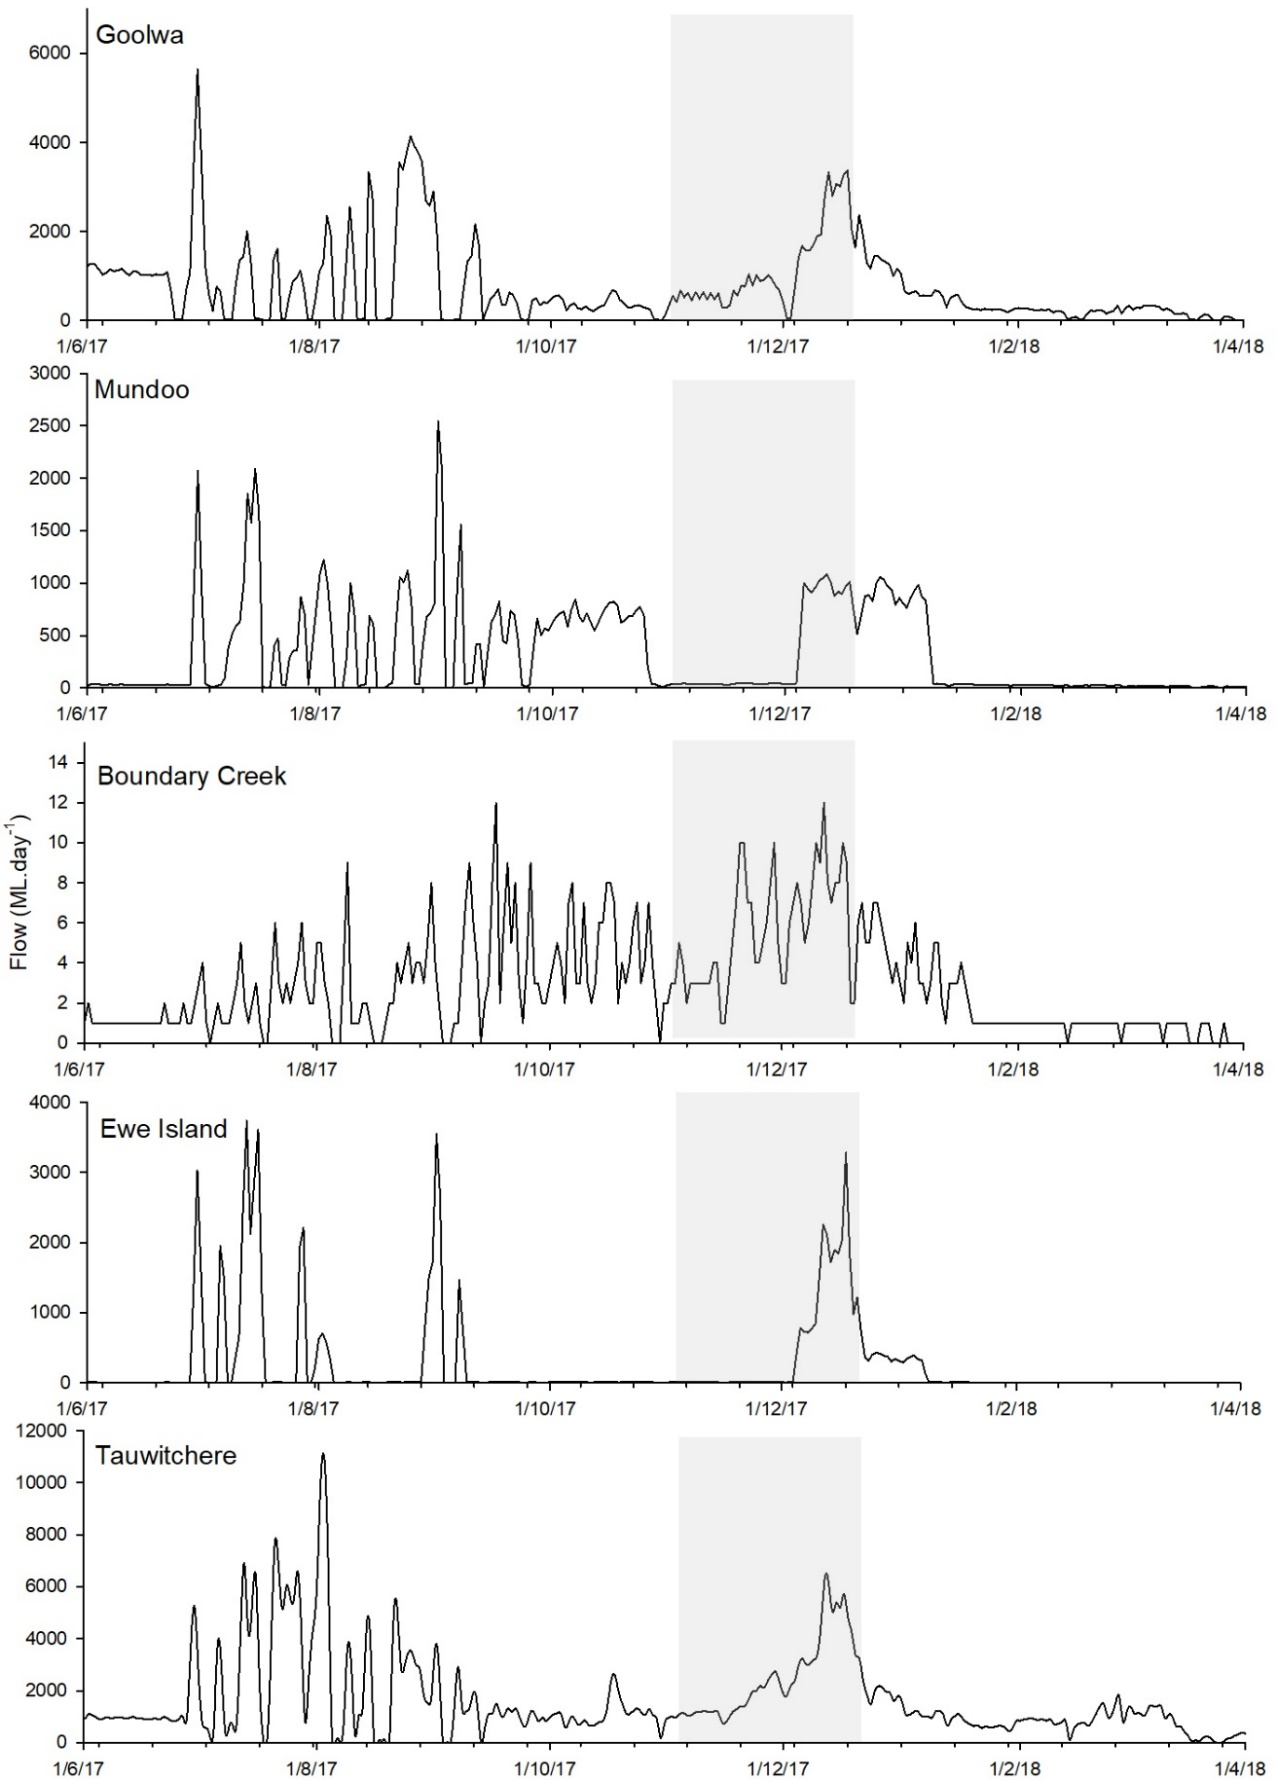 Goolwa
6000
4000
2000
0
1/6/17 1/8/17 1/10/17 1/12/17 1/2/18 1/4/18
3000
Mundoo
2500
2000
1500
1000
500
0
1/6/17 1/8/17 1/10/17 1/12/17 1/2/18 1/4/18
14
Boundary Creek
12
10
8
6
4
2
0
Flow (ML.day⁻¹)
1/6/17 1/8/17 1/10/17 1/12/17 1/2/18 1/4/18
4000
Ewe Island
3000
2000
1000
0
1/6/17 1/8/17 1/10/17 1/12/17 1/2/18 1/4/18
12000
Tauwitchere
10000
8000
6000
4000
2000
0
1/6/17 1/8/17 1/10/17 1/12/17 1/2/18 1/4/18